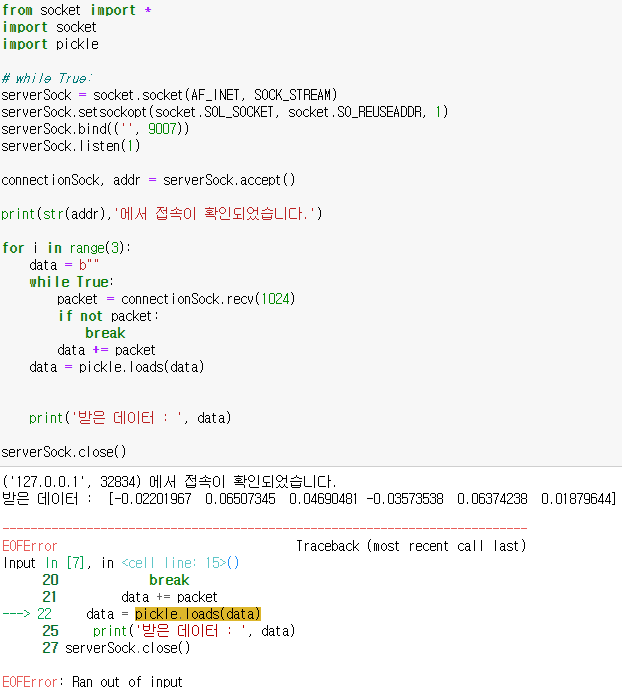 from socket import *
import socket
import pickle
# while True:
serverSock = socket.socket(AF_INET, SOCK_STREAM)
serverSock.setsockopt(socket.SOL_SOCKET, socket.SO_REUSEADDR, 1)
serverSock.bind(('', 9007))
serverSock.listen(1)
connectionSock, addr = serverSock.accept()
print(str(addr),'에서 접속이 확인되었습니다.')
for i in range(3):
    data = b""
    while True:
        packet = connectionSock.recv(1024)
        if not packet:
            break
        data += packet
    data = pickle.loads(data)
    print('받은 데이터 : ', data)
serverSock.close()
('127.0.0.1', 32834) 에서 접속이 확인되었습니다.
받은 데이터 :  [-0.02201967  0.06507345  0.04690481 -0.03573538  0.06374238  0.01879644]
---------------------------------------------------------------------------
EOFError                                  Traceback (most recent call last)
Input In [7], in <cell line: 15>()
     20             break
     21         data += packet
---> 22     data = pickle.loads(data)
     25     print('받은 데이터 : ', data)
     27 serverSock.close()
EOFError: Ran out of input